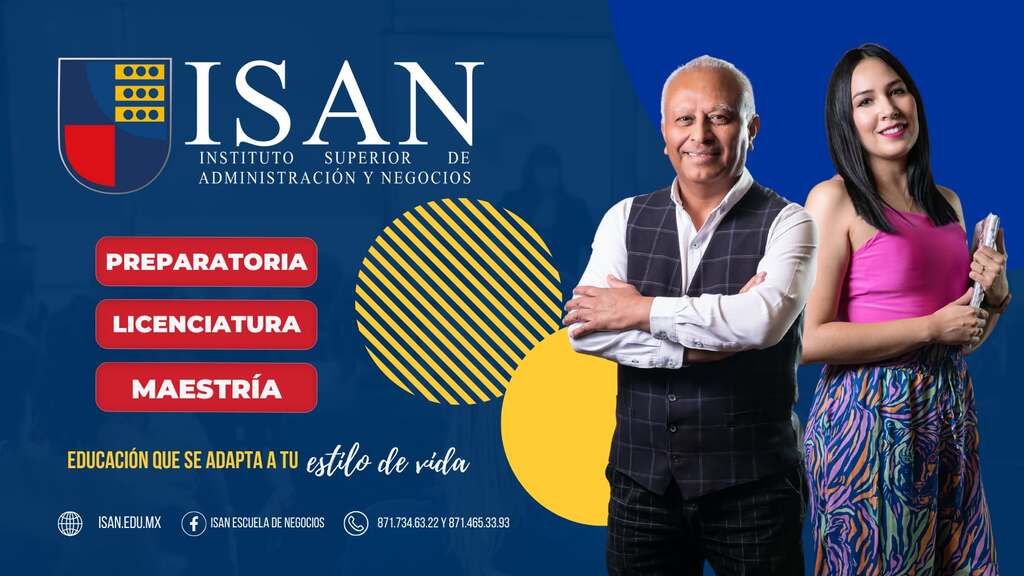 ISAN
INSTITUTO SUPERIOR DE
ADMINISTRACIÓN Y NEGOCIOS
PREPARATORIA
LICENCIATURA
MAESTRÍA
EDUCACIÓN QUE SE ADAPTA A TU estilo de vida
ISAN.EDU.MX ISAN ESCUELA DE NEGOCIOS 871.734.63.22 Y 871.465.33.93